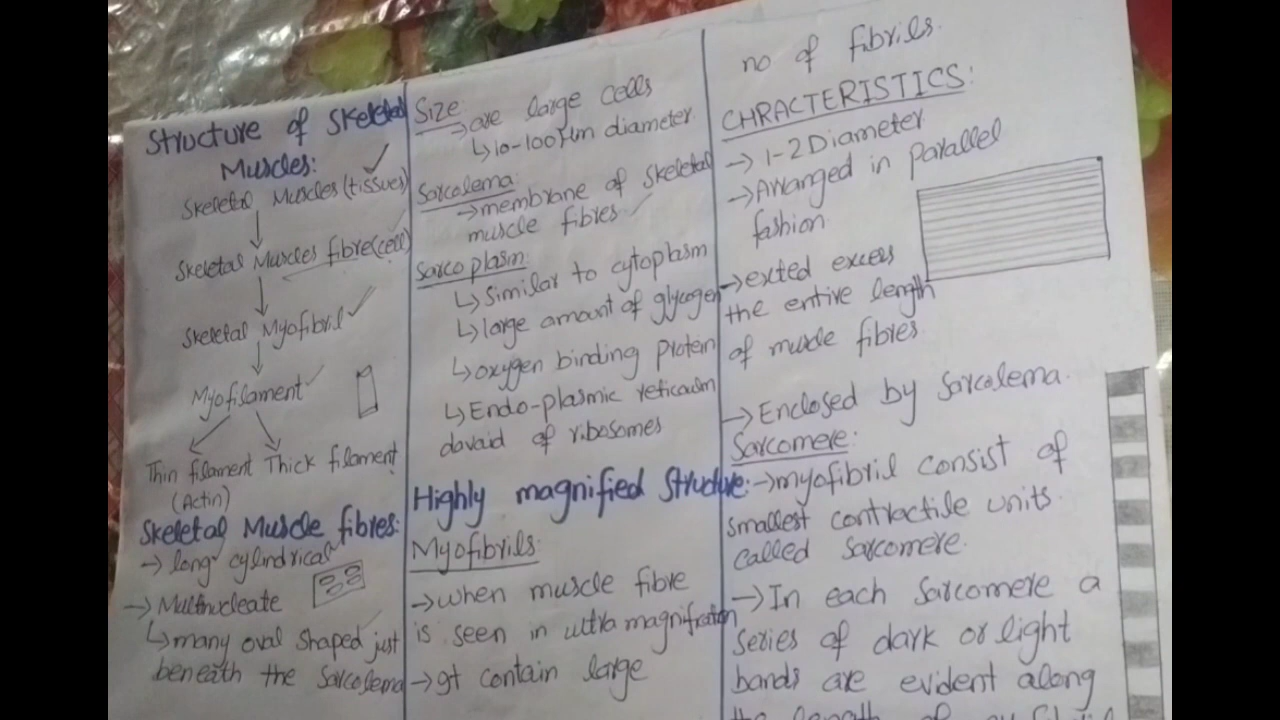 Structure of Skeletal
Muscles:
Skeletal Muscles (tissues)
Skeletal Muscles fibre(cell)
Skeletal Myofibril
Myofilament
Thin filament Thick filament
(Actin)
Skeletal Muscle fibres:
→ long cylindrical
→ Multinucleate
↳ many oval shaped just
beneath the Sarcolema
Size
→ are large cells
↳ 10-100 μm diameter
Sarcolema:
→ membrane of skeletal
muscle fibres
Sarcoplasm:
↳ Similar to cytoplasm
↳ large amount of glycogen
↳ oxygen binding protein
↳ Endo-plasmic reticulum
davaid of ribosomes
Highly magnified Structure:
Myofibrils:
→ when muscle fibre
is seen in ultra magnification
→ It contain large
no of fibrils.
CHRACTERISTICS:
→ 1-2 Diameter
→ Arranged in parallel
fashion
→ exted excess
the entire length
of muscle fibres
→ Enclosed by Sarcolema.
Sarcomere:
→ myofibril consist of
smallest contractile units
called Sarcomere.
→ In each Sarcomere a
series of dark or light
bands are evident along
the length of